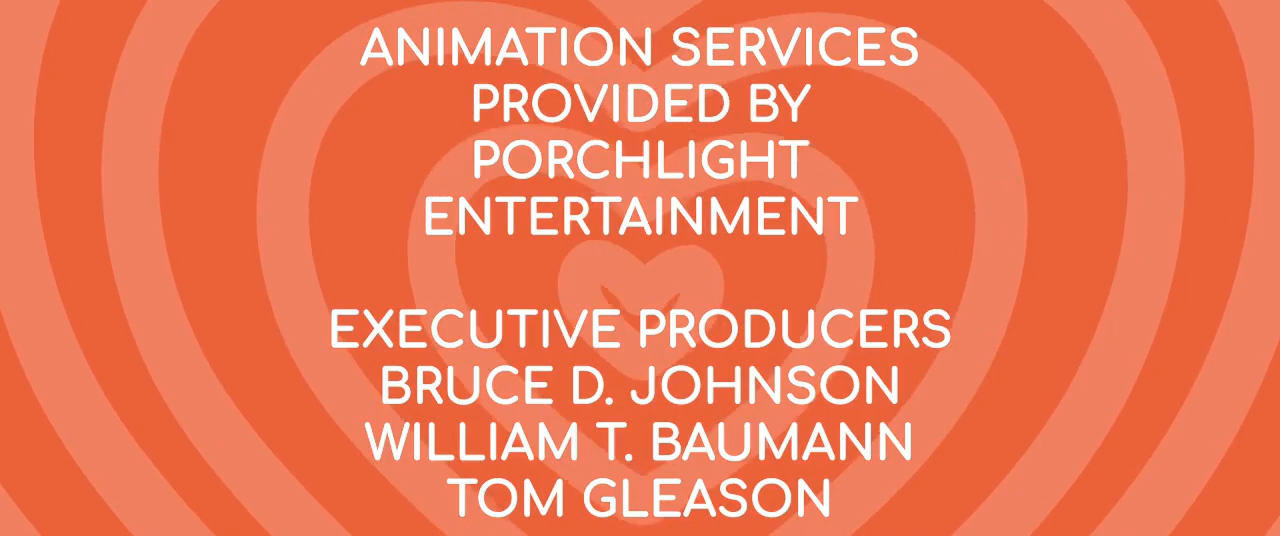 ANIMATION SERVICES
PROVIDED BY
PORCHLIGHT
ENTERTAINMENT
EXECUTIVE PRODUCERS
BRUCE D. JOHNSON
WILLIAM T. BAUMANN
TOM GLEASON